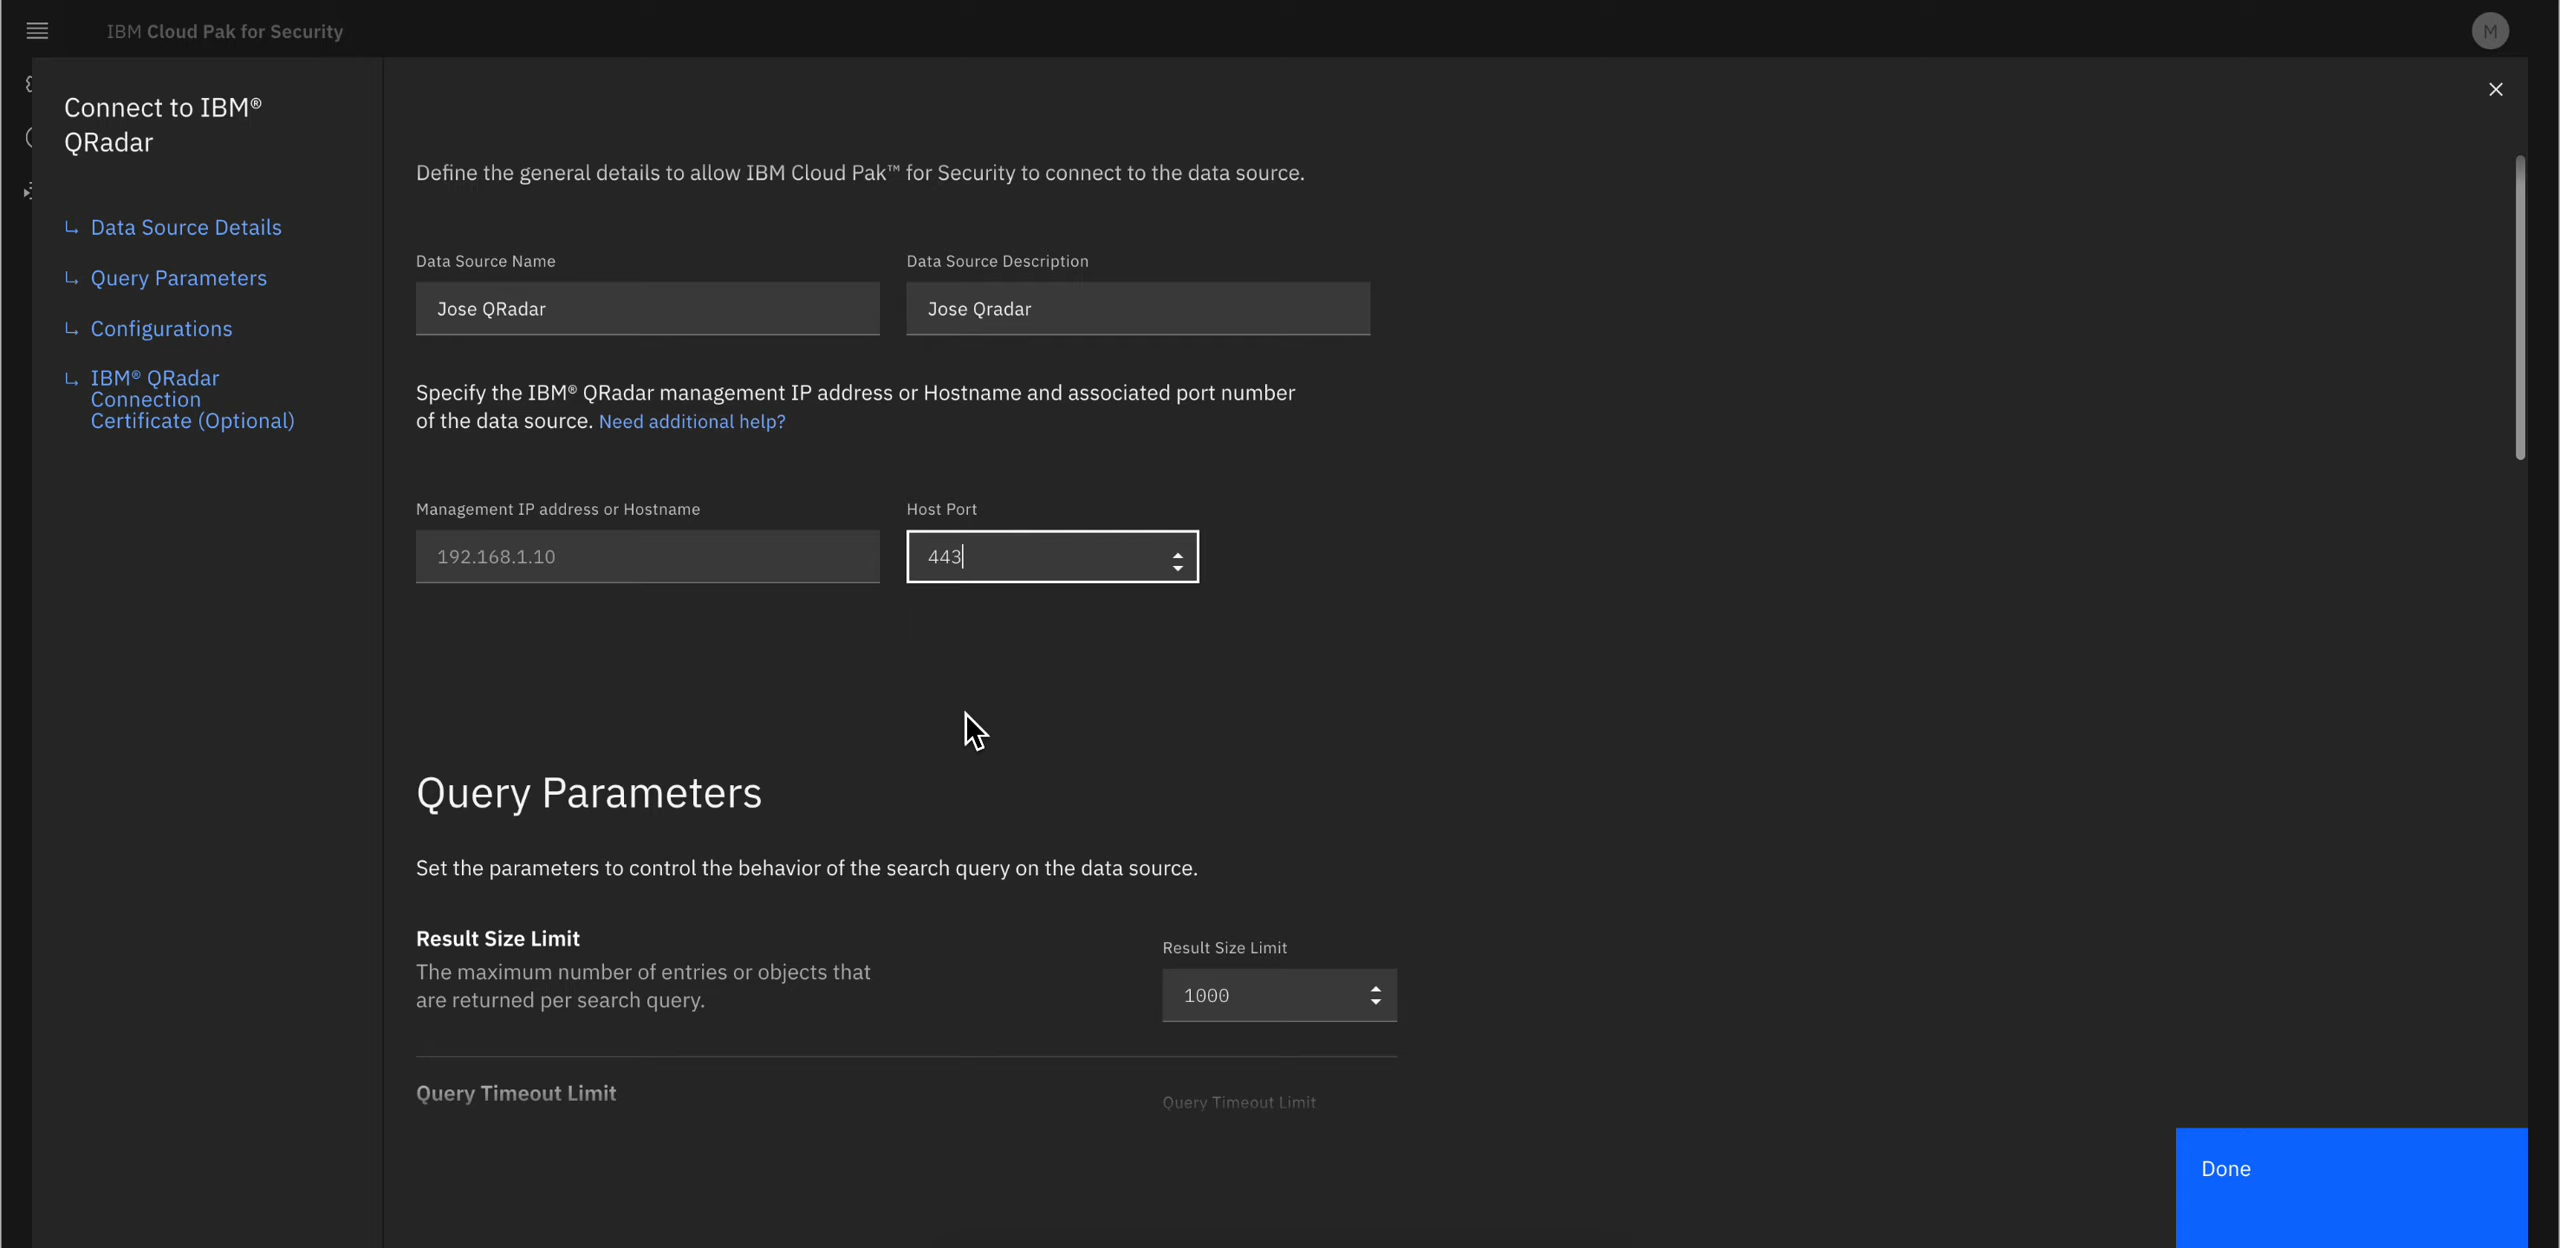 IBM Cloud Pak for Security
M
Connect to IBM®
QRadar
Data Source Details
Query Parameters
Configurations
IBM® QRadar
Connection
Certificate (Optional)
Define the general details to allow IBM Cloud Pak™ for Security to connect to the data source.
Data Source Name
Data Source Description
Jose QRadar
Jose Qradar
Specify the IBM® QRadar management IP address or Hostname and associated port number
of the data source. Need additional help?
Management IP address or Hostname
Host Port
192.168.1.10
443
Query Parameters
Set the parameters to control the behavior of the search query on the data source.
Result Size Limit
The maximum number of entries or objects that
are returned per search query.
Result Size Limit
1000
Query Timeout Limit
Query Timeout Limit
Done